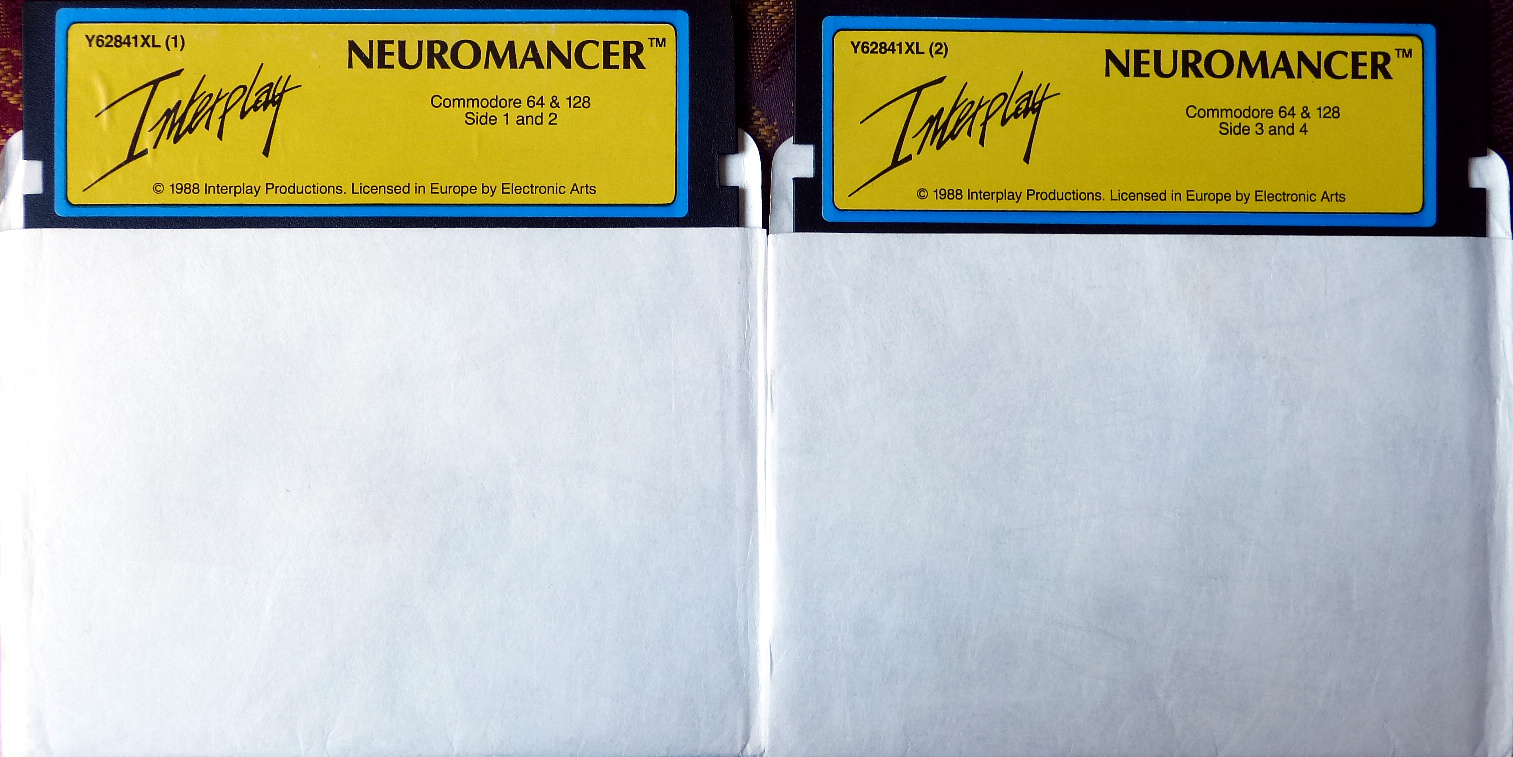 Y62841XL (1)
NEUROMANCER™
Interplay
Commodore 64 & 128
Side 1 and 2
© 1988 Interplay Productions. Licensed in Europe by Electronic Arts
Y62841XL (2)
NEUROMANCER™
Interplay
Commodore 64 & 128
Side 3 and 4
© 1988 Interplay Productions. Licensed in Europe by Electronic Arts